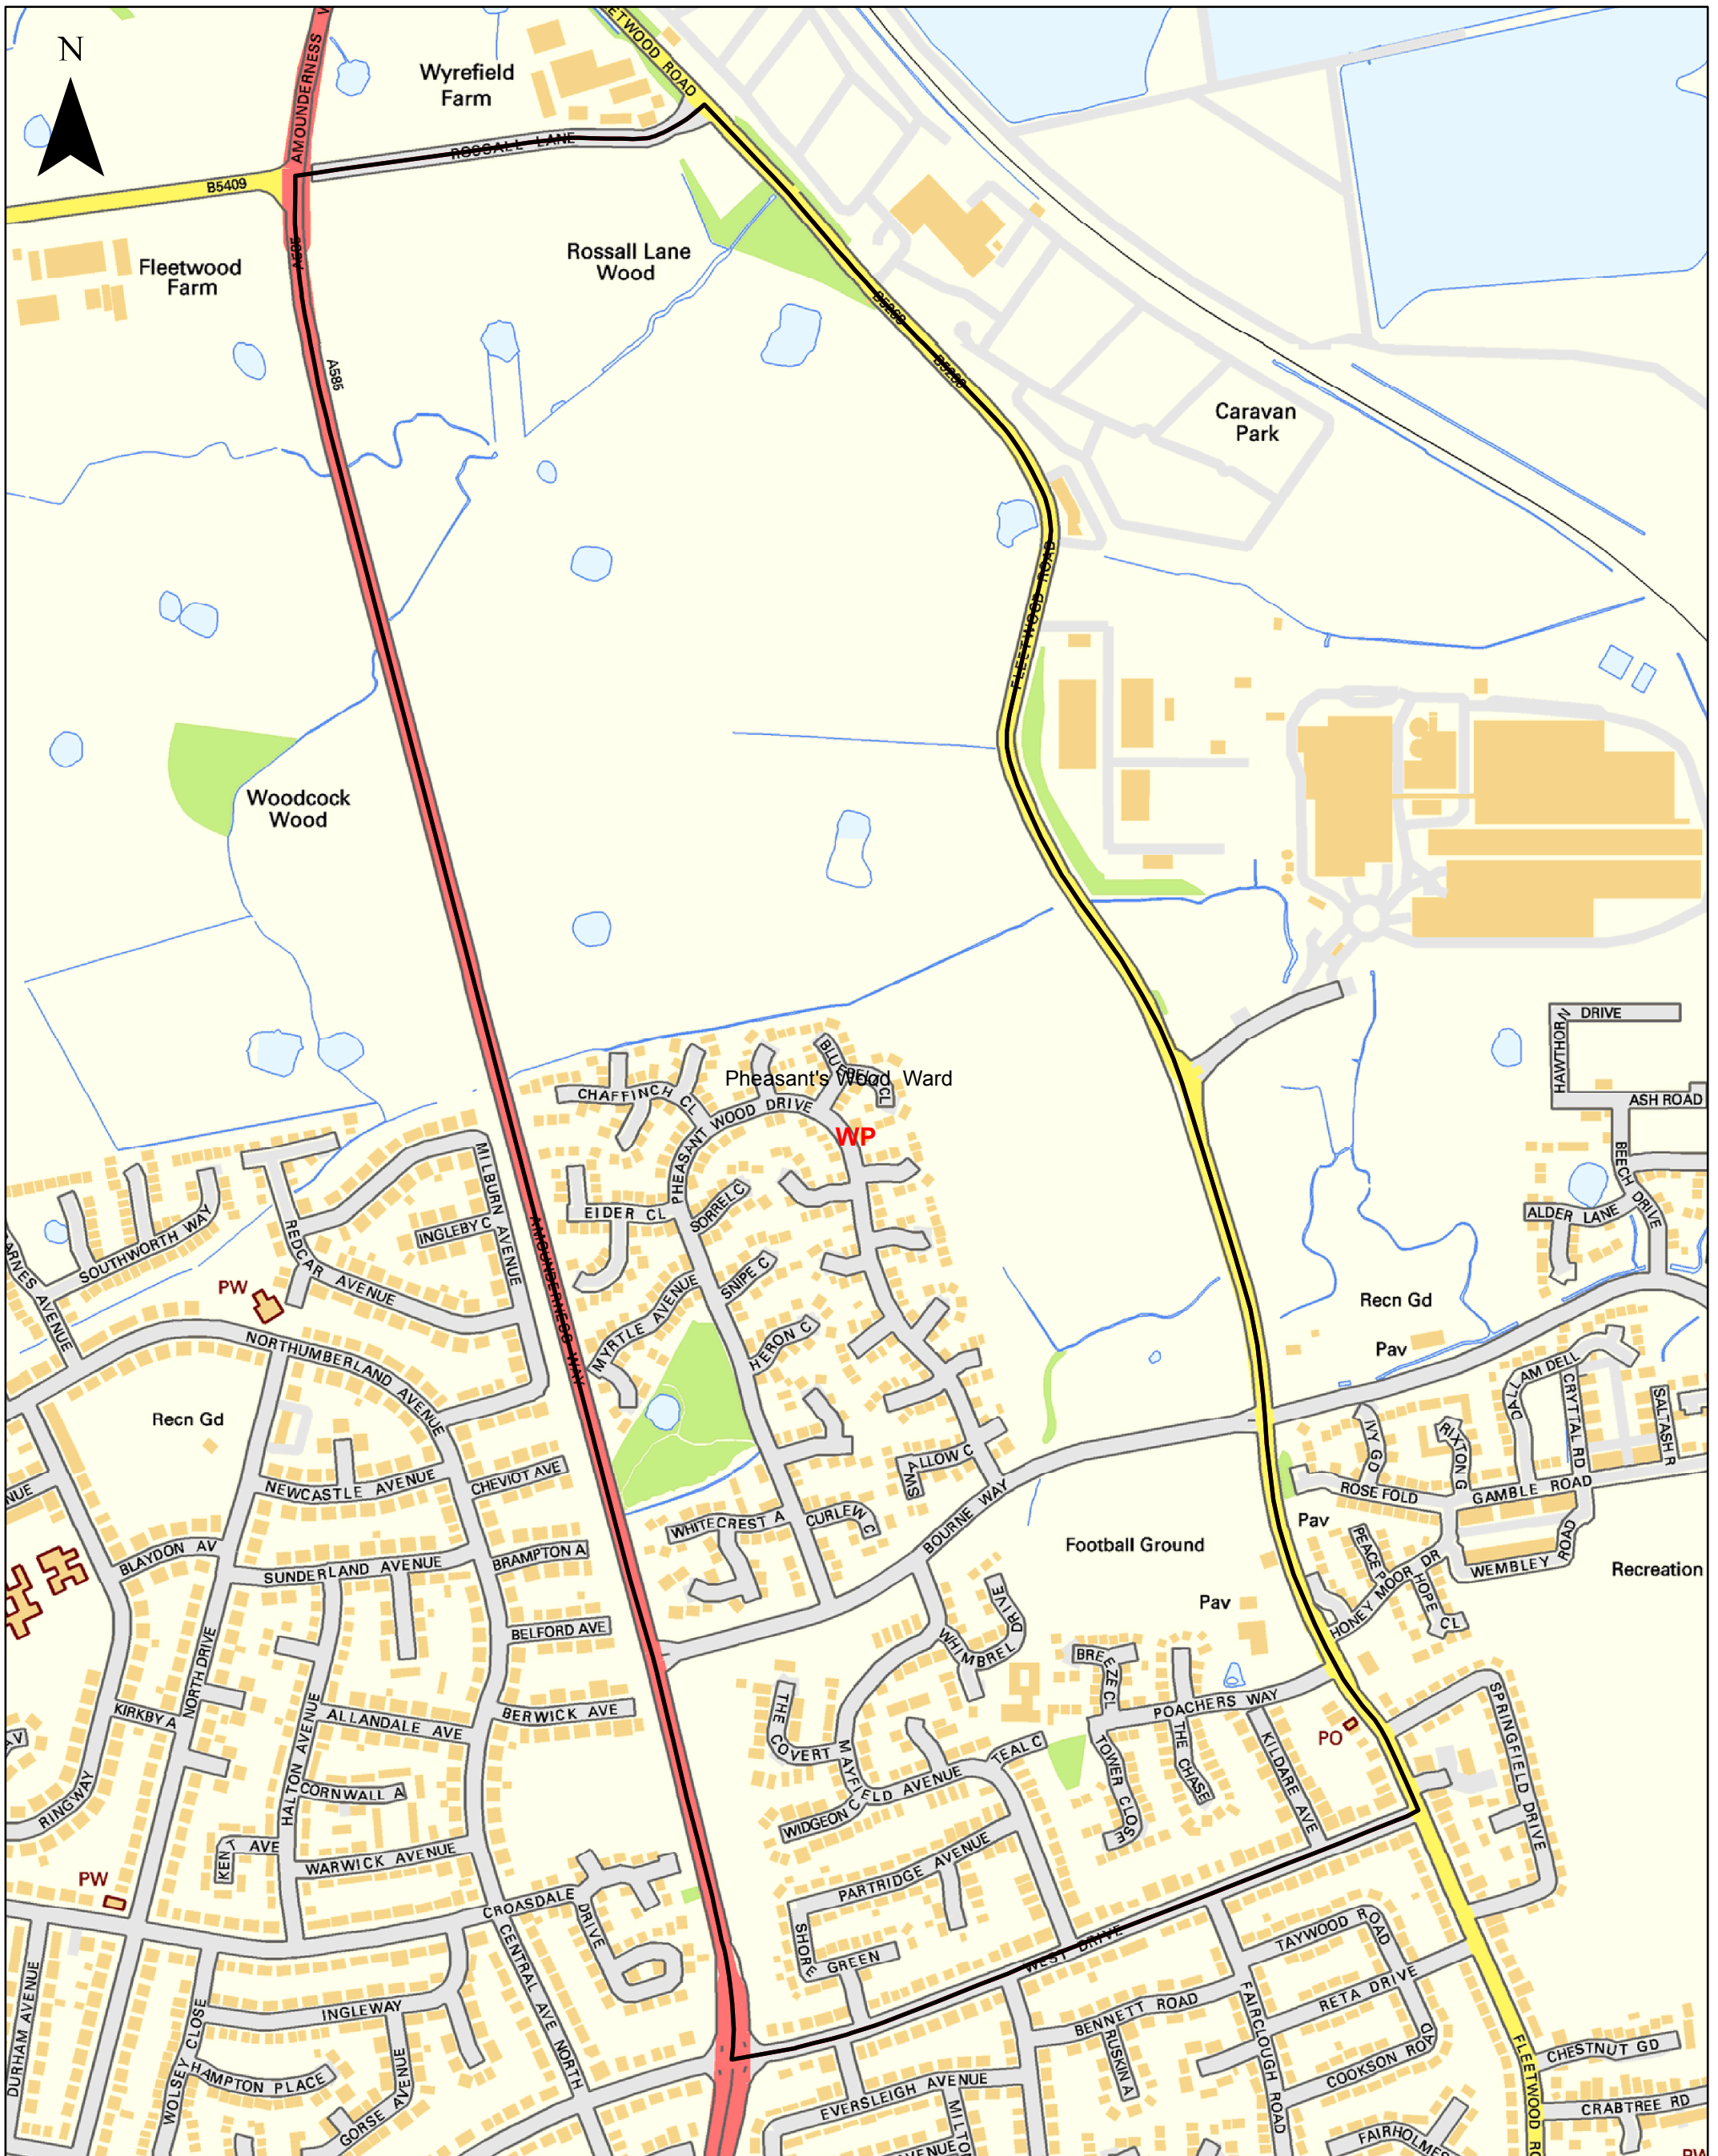 N
AMOUNDERNESS
Wyrefield
Farm
ROAD
ROSSALL LANE
B5409
A585
Fleetwood
Farm
Rossall Lane
Wood
B5268
B5268
A585
Caravan
Park
FLEETWOOD ROAD
Woodcock
Wood
Pheasant's Wood Ward
WP
CHAFFINCH CL
PHEASANT WOOD DRIVE
HAWTHORN
DRIVE
ASH ROAD
BEECH DRIVE
ALDER LANE
MILBURN AVENUE
INGLEBY C
EIDER CL
SORREL C
SOUTHWORTH WAY
REDCAR AVENUE
AVENUE
PW
AMOUNDERNESS WAY
SNIPE C
MYRTLE AVENUE
HERON C
Recn Gd
Pav
NORTHUMBERLAND AVENUE
Recn Gd
DALLAM DELL
CRYTTAL RD
SALTASH R
IVY GD
RIXTON G
ROSE FOLD
GAMBLE ROAD
NEWCASTLE AVENUE
CHEVIOT AVE
SWALLOW C
WHITECREST A
CURLEW C
BOURNE WAY
Pav
PEACE P
HONEY MOOR DR
HOPE CL
WEMBLEY ROAD
Football Ground
Recreation
BLAYDON AV
SUNDERLAND AVENUE
BRAMPTON A
Pav
WHIMBREL DRIVE
BELFORD AVE
NORTH DRIVE
KIRKBY A
ALLANDALE AVE
BERWICK AVE
THE COVERT
MAYFIELD AVENUE
BREEZE CL
POACHERS WAY
THE CHASE
KILDARE AVE
PO
SPRINGFIELD DRIVE
TEAL C
TOWER CLOSE
WIDGEON C
RINGWAY
HALTON AVENUE
CORNWALL A
KENT AVE
WARWICK AVENUE
PARTRIDGE AVENUE
PW
CROASDALE DRIVE
SHORE GREEN
WEST DRIVE
TAYWOOD ROAD
CENTRAL AVE NORTH
DURHAM AVENUE
INGLEWAY
WOLSEY CLOSE
HAMPTON PLACE
GORSE AVENUE
BENNETT ROAD
RUSKIN A
FAIRCLOUGH ROAD
RETA DRIVE
COOKSON ROAD
FLEETWOOD
CHESTNUT GD
CRABTREE RD
EVERSLEIGH AVENUE